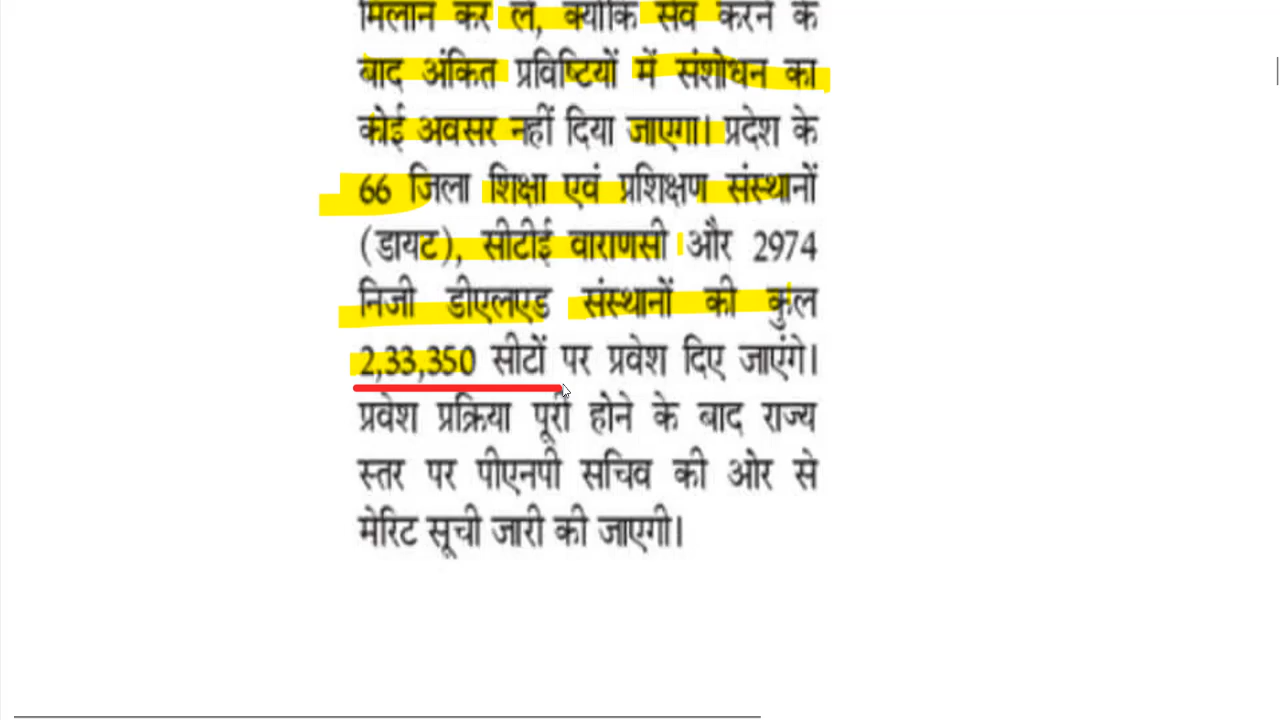 मिलान कर लें, क्योंकि सेव करने के
बाद अंकित प्रविष्टियों में संशोधन का
कोई अवसर नहीं दिया जाएगा। प्रदेश के
66 जिला शिक्षा एवं प्रशिक्षण संस्थानों
(डायट), सीटीई वाराणसी और 2974
निजी डीएलएड संस्थानों की कुल
2,33,350 सीटों पर प्रवेश दिए जाएंगे।
प्रवेश प्रक्रिया पूरी होने के बाद राज्य
स्तर पर पीएनपी सचिव की ओर से
मेरिट सूची जारी की जाएगी।